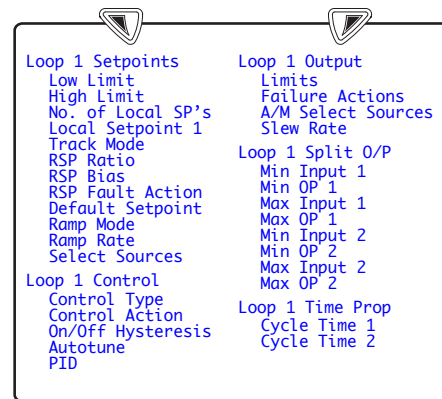 Loop 1 Setpoints
Low Limit
High Limit
No. of Local SP's
Local Setpoint 1
Track Mode
RSP Ratio
RSP Bias
RSP Fault Action
Default Setpoint
Ramp Mode
Ramp Rate
Select Sources
Loop 1 Control
Control Type
Control Action
On/Off Hysteresis
Autotune
PID
Loop 1 Output
Limits
Failure Actions
A/M Select Sources
Slew Rate
Loop 1 Split O/P
Min Input 1
Min OP 1
Max Input 1
Max OP 1
Min Input 2
Min OP 2
Max Input 2
Max OP 2
Loop 1 Time Prop
Cycle Time 1
Cycle Time 2